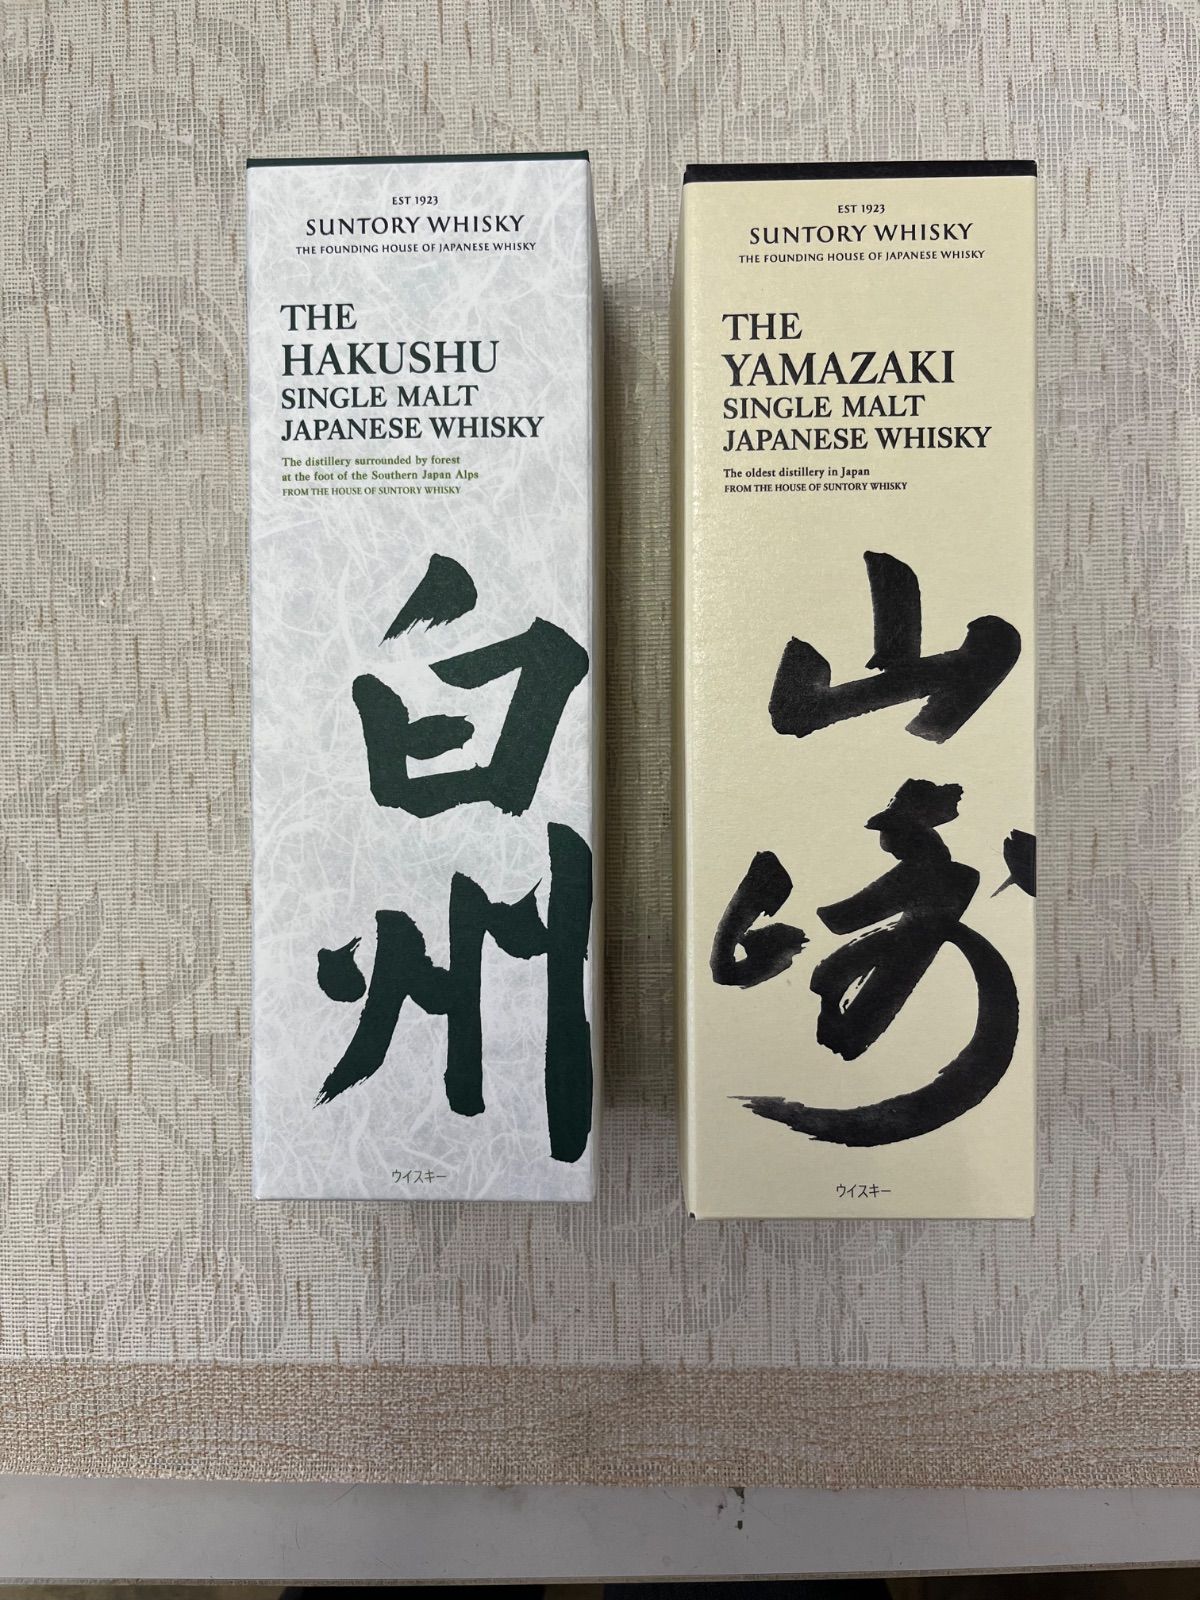 EST 1923
SUNTORY WHISKY
THE FOUNDING HOUSE OF JAPANESE WHISKY
THE
HAKUSHU
SINGLE MALT
JAPANESE WHISKY
The distillery surrounded by forest
at the foot of the Southern Japan Alps
FROM THE HOUSE OF SUNTORY WHISKY
白
州
ウイスキー
EST 1923
SUNTORY WHISKY
THE FOUNDING HOUSE OF JAPANESE WHISKY
THE
YAMAZAKI
SINGLE MALT
JAPANESE WHISKY
The oldest distillery in Japan
FROM THE HOUSE OF SUNTORY WHISKY
山
崎
ウイスキー